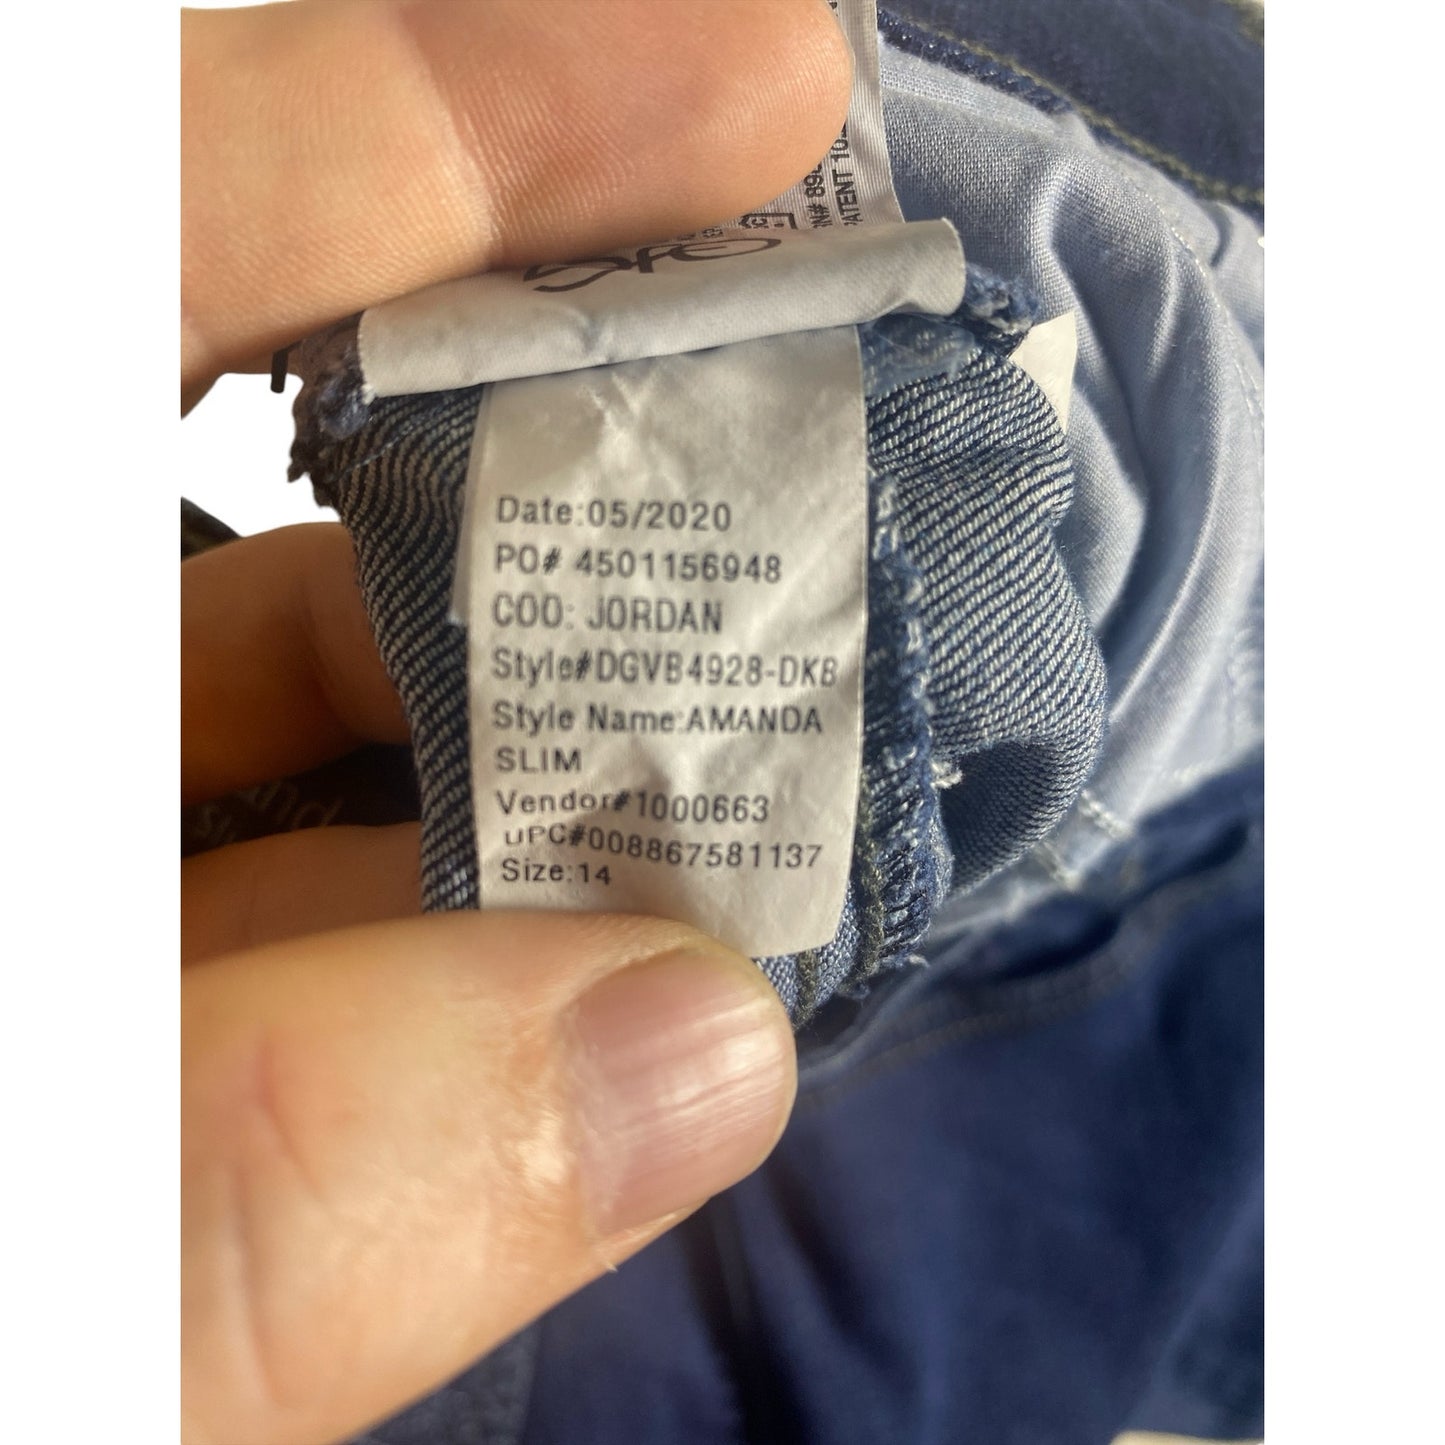 PATENT
Date:05/2020
PO# 4501156948
COO: JORDAN
Style#DGVB4928-DKB
Style Name:AMANDA
SLIM
Vendor#1000663
UPC#008867581137
Size:14